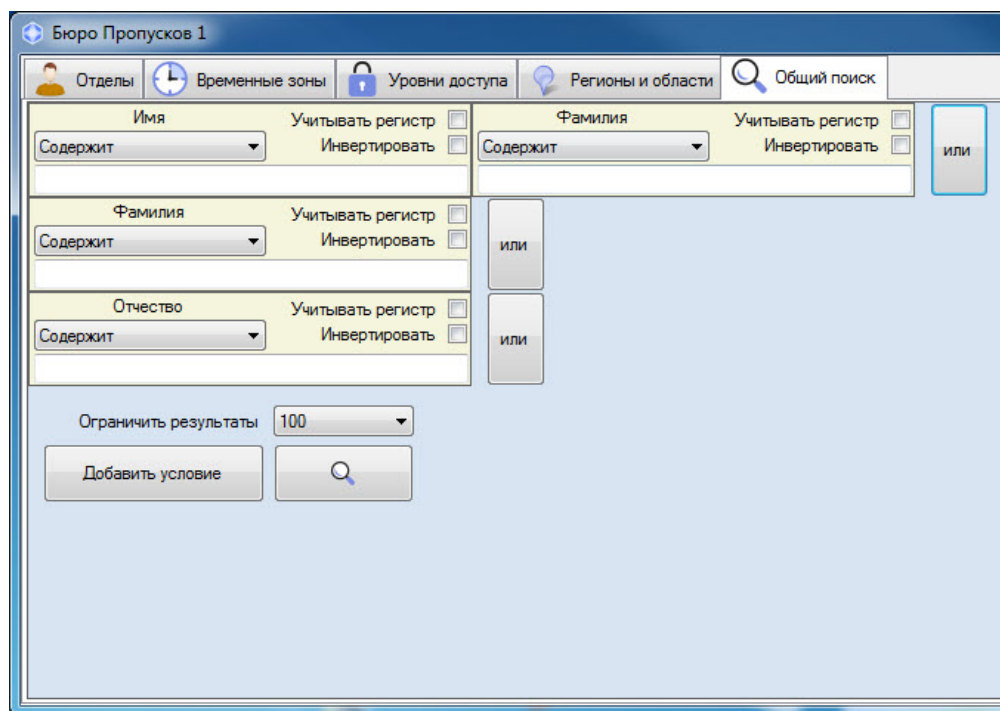 Бюро Пропусков 1
Отделы Временные зоны Уровни доступа Регионы и области Общий поиск
Имя Учитывать регистр Фамилия Учитывать регистр
Содержит Инвертировать Содержит Инвертировать или
Фамилия Учитывать регистр
Содержит Инвертировать или
Отчество Учитывать регистр
Содержит Инвертировать или
Ограничить результаты 100
Добавить условие